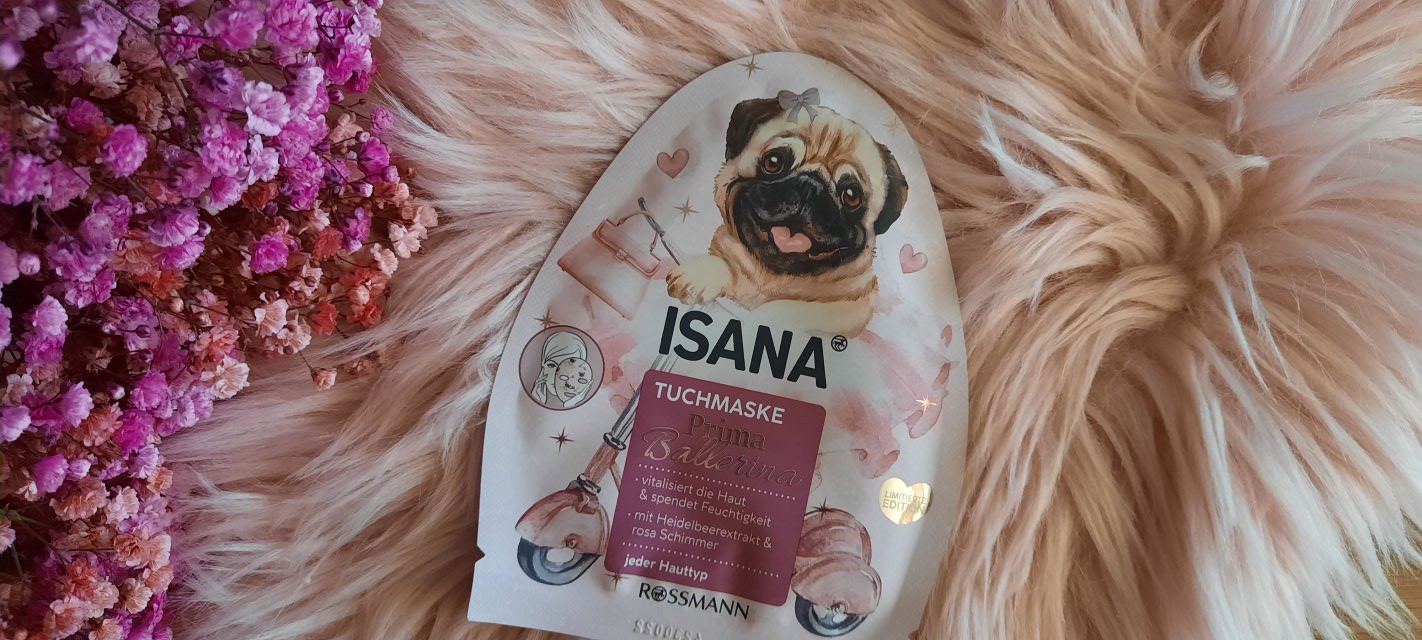 ISANA
TUCHMASKE
Prima
Ballerina
· vitalisiert die Haut
& spendet Feuchtigkeit
· mit Heidelbeerextrakt &
rosa Schimmer
jeder Hauttyp
LIMITIERTE
EDITION
ROSSMANN